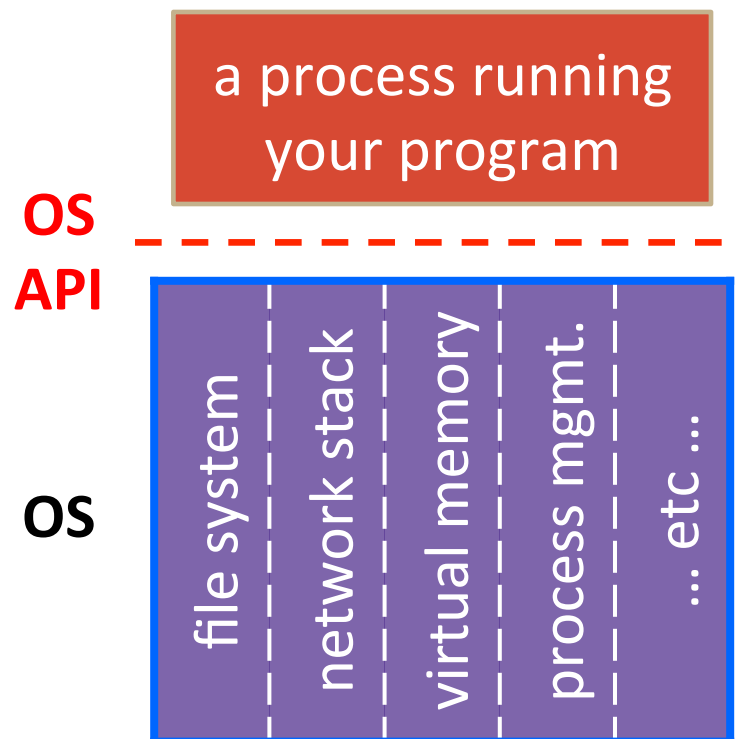 a process running
your program
OS
API
OS
file system
network stack
virtual memory
process mgmt.
... etc ...